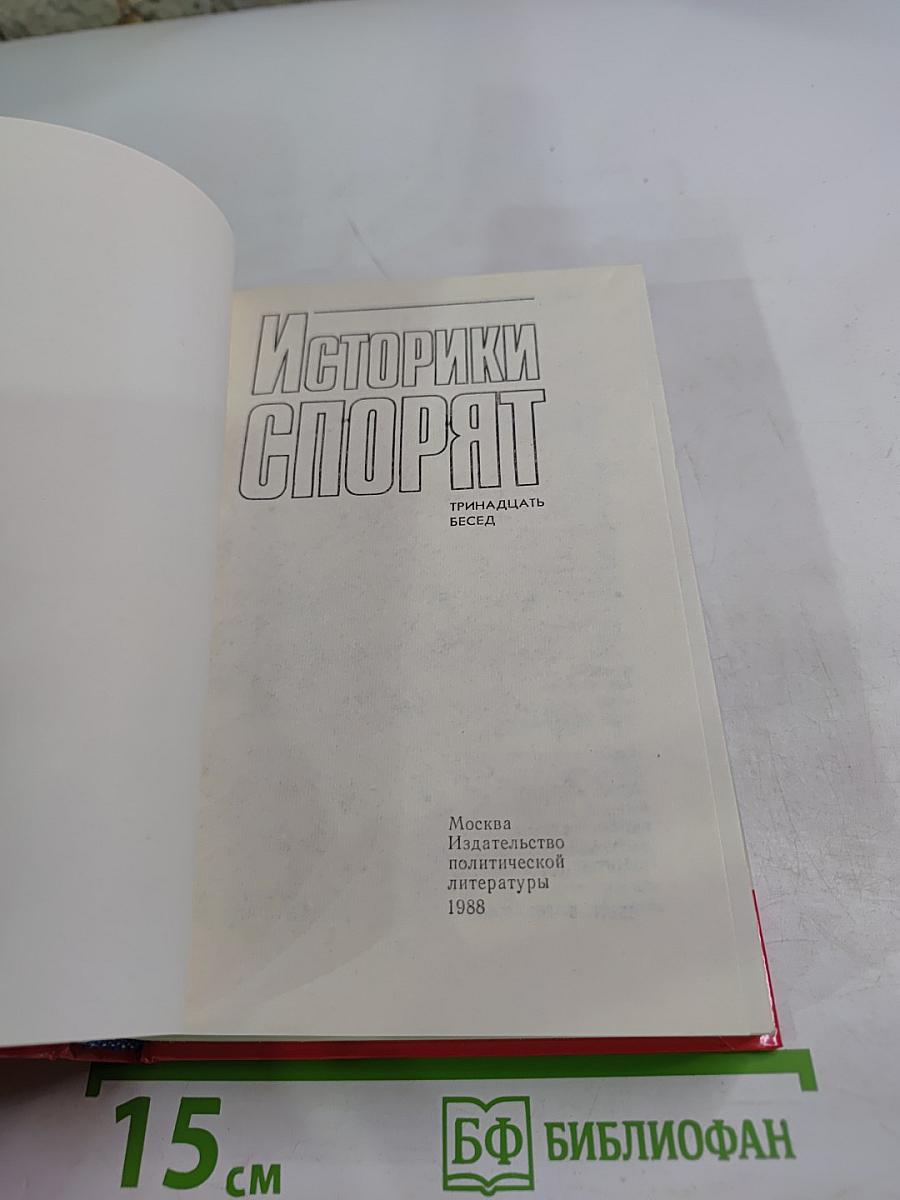 Историки
СПОРЯТ
ТРИНАДЦАТЬ
БЕСЕД
Москва
Издательство
политической
литературы
1988
15 см
БФ БИБЛИОФАН